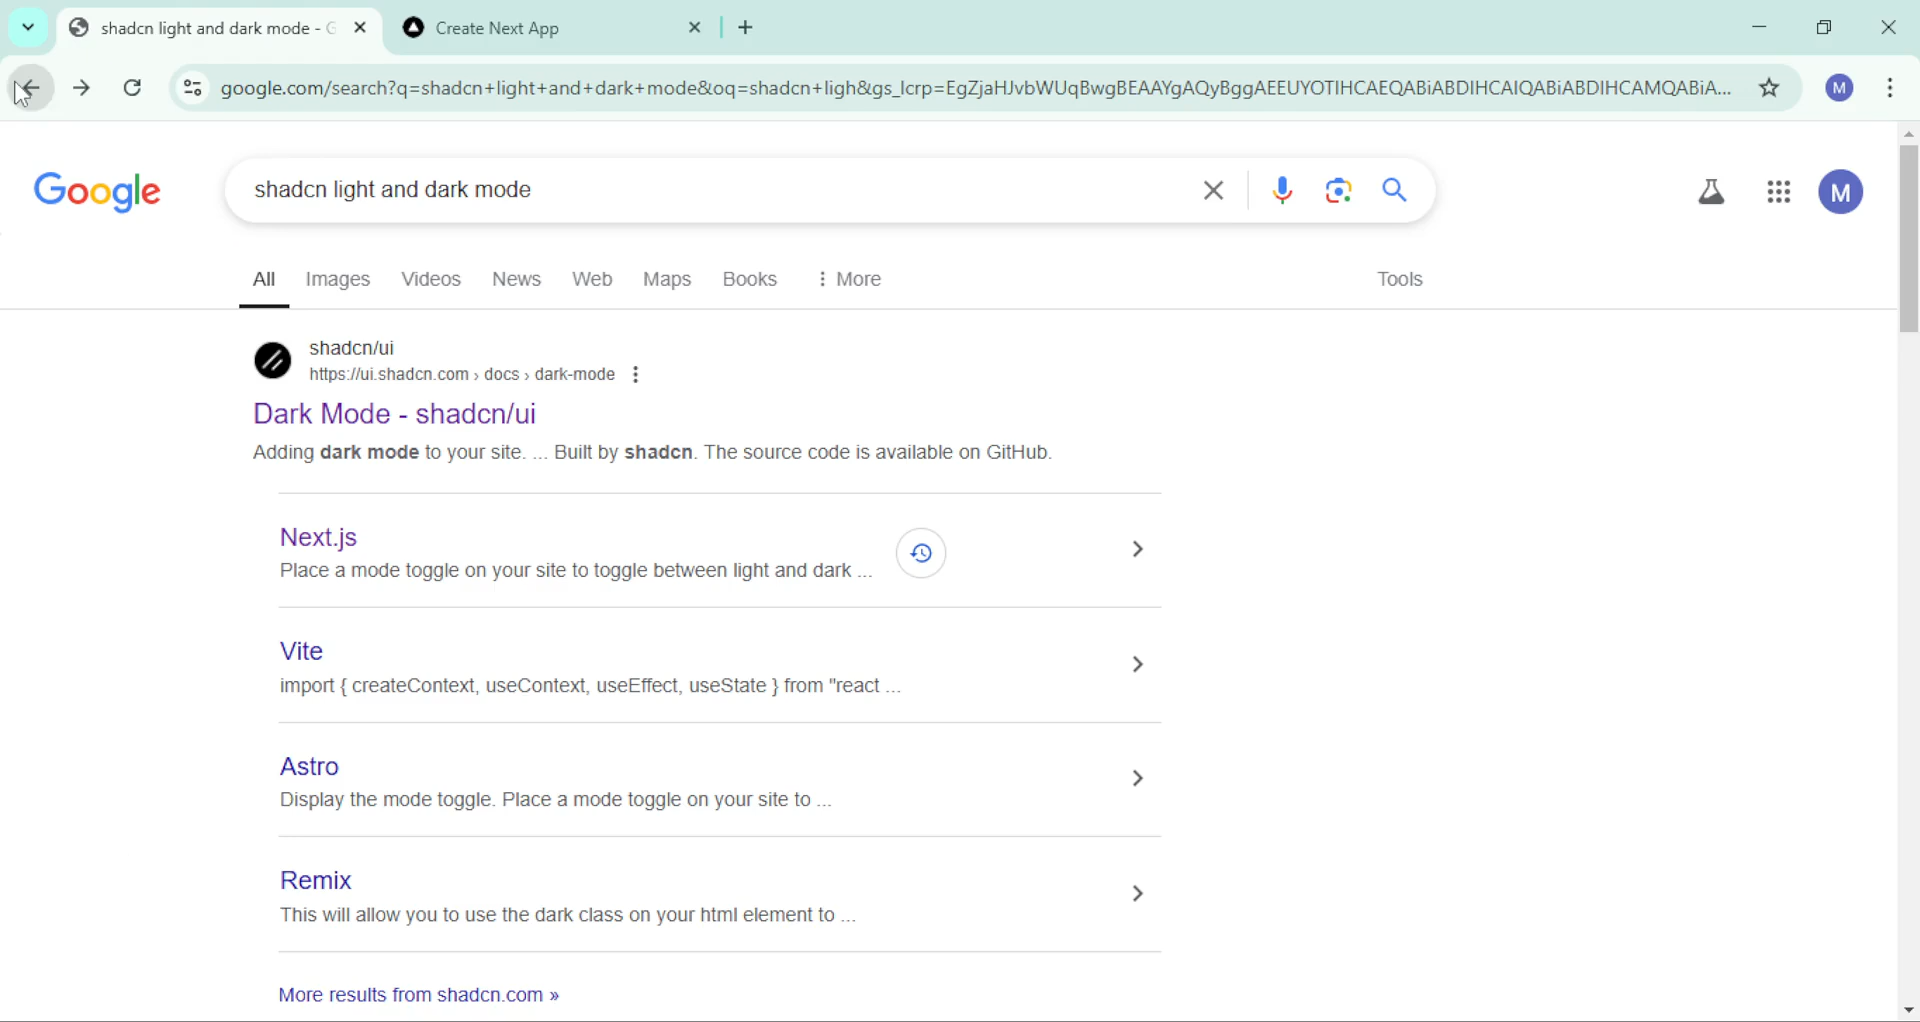 shadcn light and dark mode - G
Create Next App
google.com/search?q=shadcn+light+and+dark+mode&oq=shadcn+ligh&gs_lcrp=EgZjaHJvbWUqBwgBEAAYgAQyBggAEEUYOTIHCAEQABiABDIHCAIQABiABDIHCAMQABiA...
M
Google
shadcn light and dark mode
M
All
Images
Videos
News
Web
Maps
Books
More
Tools
shadcn/ui
https://ui.shadcn.com › docs › dark-mode
Dark Mode - shadcn/ui
Adding dark mode to your site. ... Built by shadcn. The source code is available on GitHub.
Next.js
Place a mode toggle on your site to toggle between light and dark ...
Vite
import { createContext, useContext, useEffect, useState } from "react ...
Astro
Display the mode toggle. Place a mode toggle on your site to ...
Remix
This will allow you to use the dark class on your html element to ...
More results from shadcn.com »